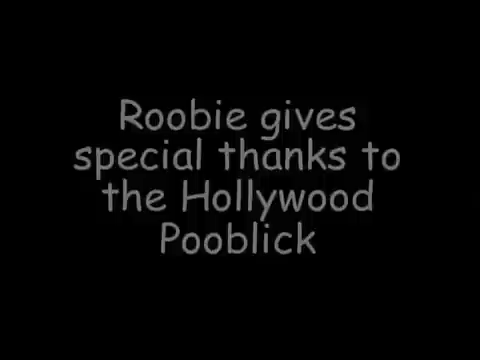 Roobie gives
special thanks to
the Hollywood
Pooblick